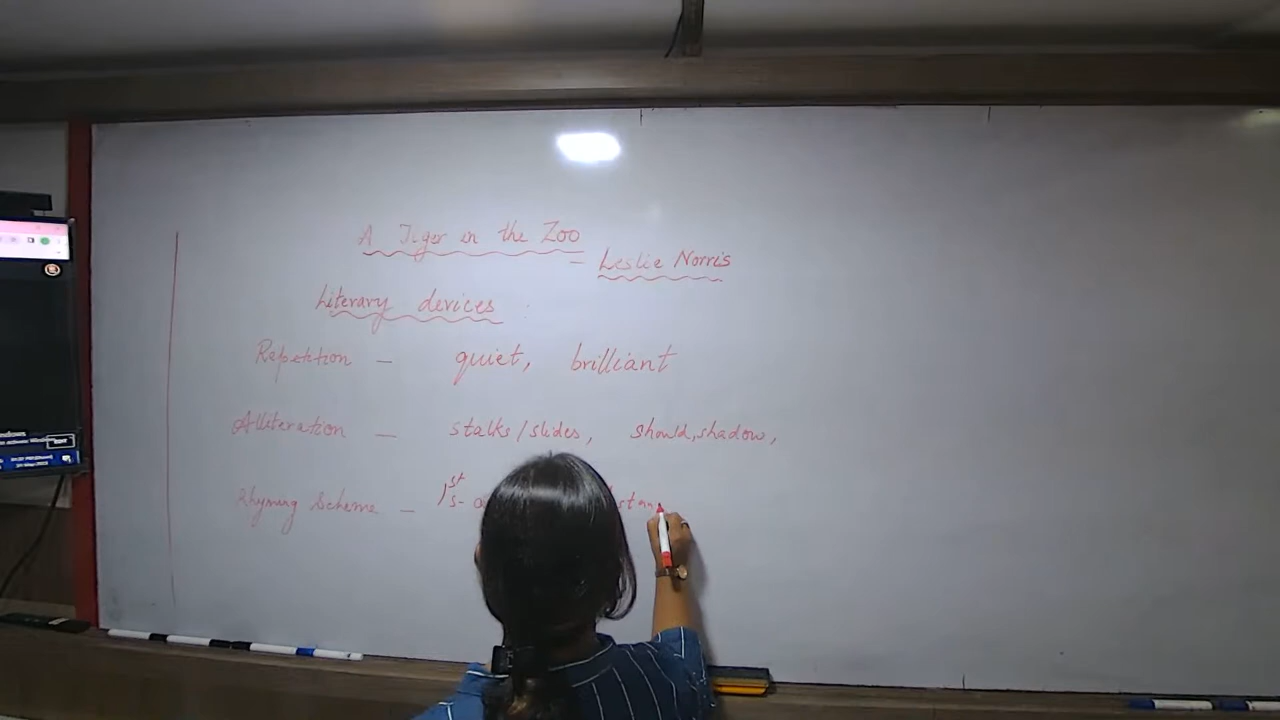 A Tiger in the Zoo
- Leslie Norris
Literary devices :
Repetition - quiet, brilliant
Alliteration - stalks/slides, should, shadow,
Rhyming Scheme - 1st s-